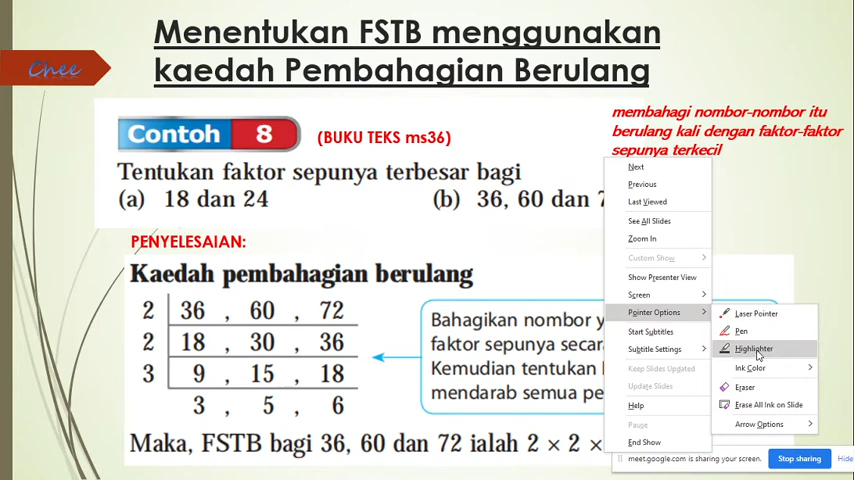 Menentukan FSTB menggunakan
kaedah Pembahagian Berulang
Chee
membahagi nombor-nombor itu
berulang kali dengan faktor-faktor
sepunya terkecil
Contoh 8 (BUKU TEKS ms36)
Tentukan faktor sepunya terbesar bagi
(a) 18 dan 24 (b) 36, 60 dan 7
PENYELESAIAN:
Kaedah pembahagian berulang
2 36 , 60 , 72
2 18 , 30 , 36
3 9 , 15 , 18
3 , 5 , 6
Bahagikan nombor
faktor sepunya
Kemudian tentukan
mendarab semua
Maka, FSTB bagi 36, 60 dan 72 ialah 2 × 2 ×
Next
Previous
Last Viewed
See All Slides
Zoom In
Custom Show
Show Presenter View
Screen
Pointer Options
Start Subtitles
Subtitle Settings
Keep Slides Updated
Update Slides
Help
Pause
End Show
Laser Pointer
Pen
Highlighter
Ink Color
Eraser
Erase All Ink on Slide
Arrow Options
meet.google.com is sharing your screen.
Stop sharing
Hide